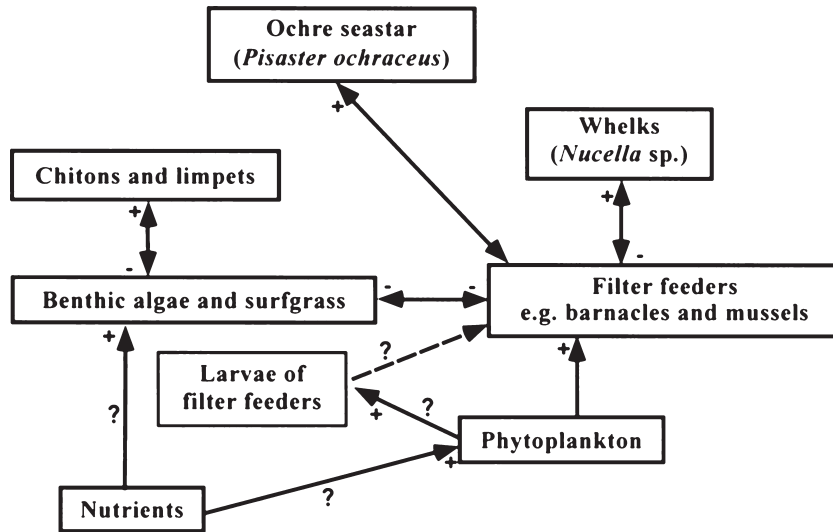 Ochre seastar
(Pisaster ochraceus)
+
Whelks
(Nucella sp.)
+
-
Chitons and limpets
+
-
Benthic algae and surfgrass
-
-
Filter feeders
e.g. barnacles and mussels
+
+
?
Larvae of
filter feeders
?
?
+
Phytoplankton
+
?
Nutrients